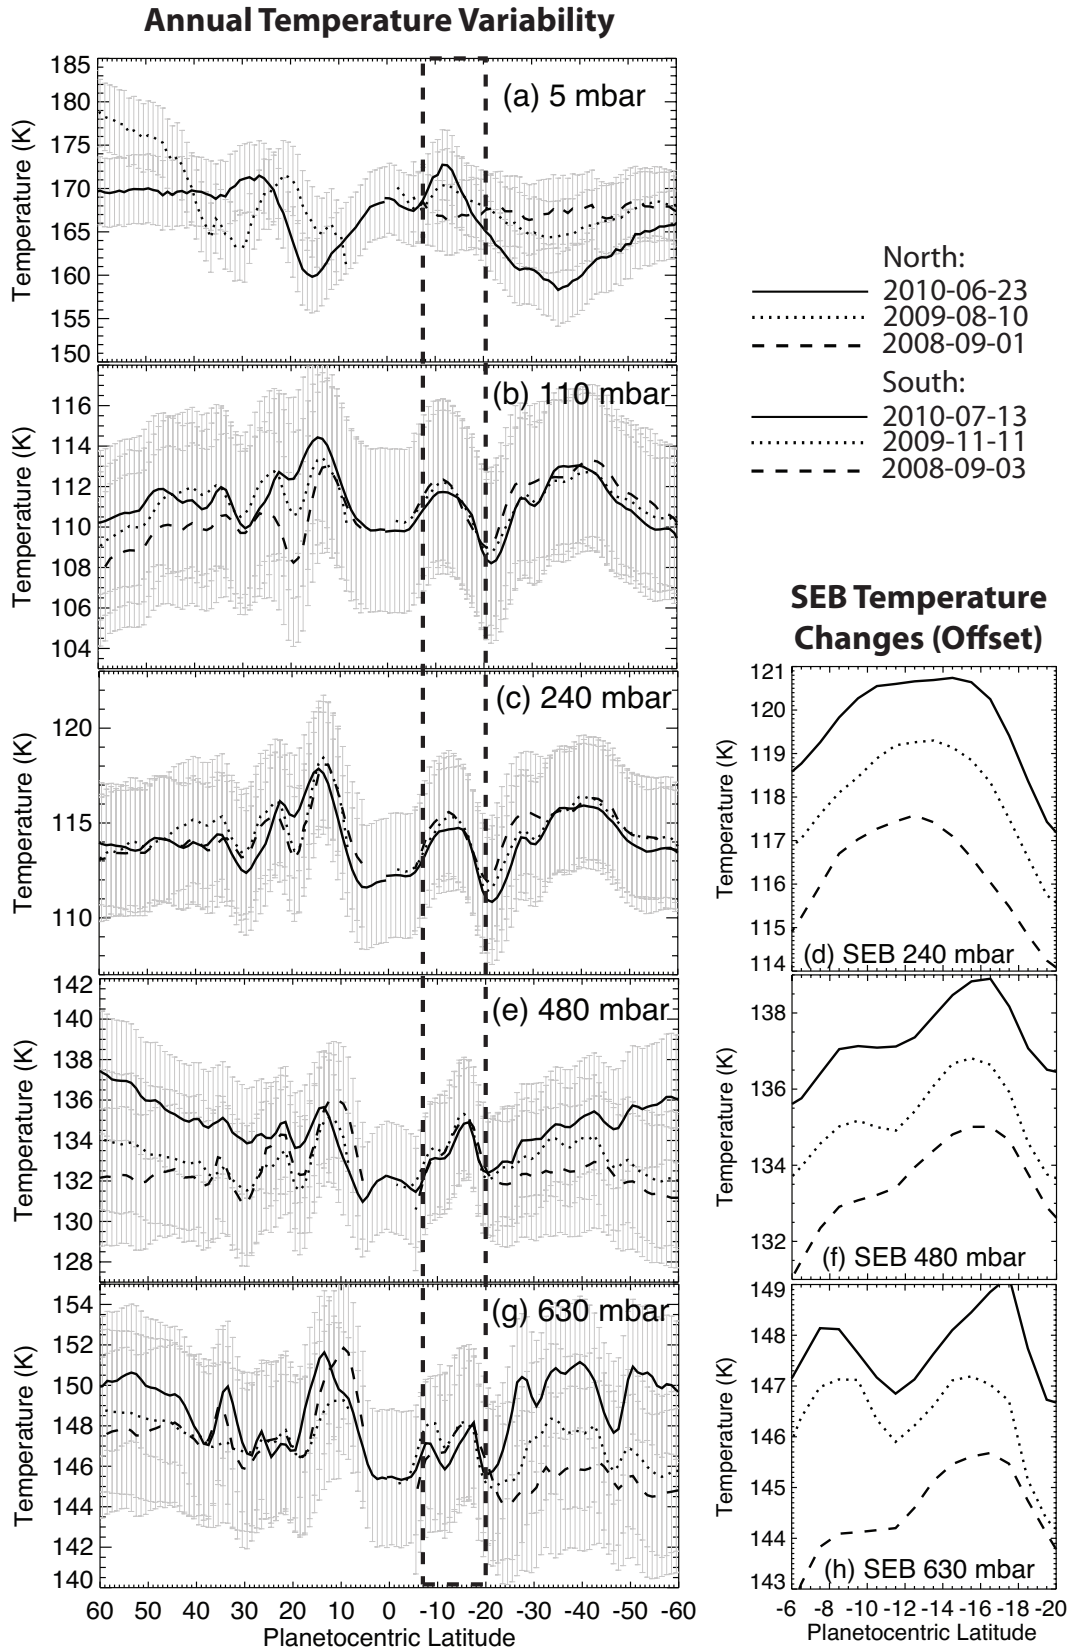 Annual Temperature Variability
185
180
175
170
165
160
155
150
Temperature (K)
(a) 5 mbar
116
114
112
110
108
106
104
Temperature (K)
(b) 110 mbar
120
115
110
Temperature (K)
(c) 240 mbar
142
140
138
136
134
132
130
128
Temperature (K)
(e) 480 mbar
154
152
150
148
146
144
142
140
Temperature (K)
(g) 630 mbar
60 50 40 30 20 10 0 -10 -20 -30 -40 -50 -60
Planetocentric Latitude
North:
2010-06-23
2009-08-10
2008-09-01
South:
2010-07-13
2009-11-11
2008-09-03
SEB Temperature
Changes (Offset)
121
120
119
118
117
116
115
114
Temperature (K)
(d) SEB 240 mbar
138
136
134
132
Temperature (K)
(f) SEB 480 mbar
149
148
147
146
145
144
143
Temperature (K)
(h) SEB 630 mbar
-6 -8 -10 -12 -14 -16 -18 -20
Planetocentric Latitude